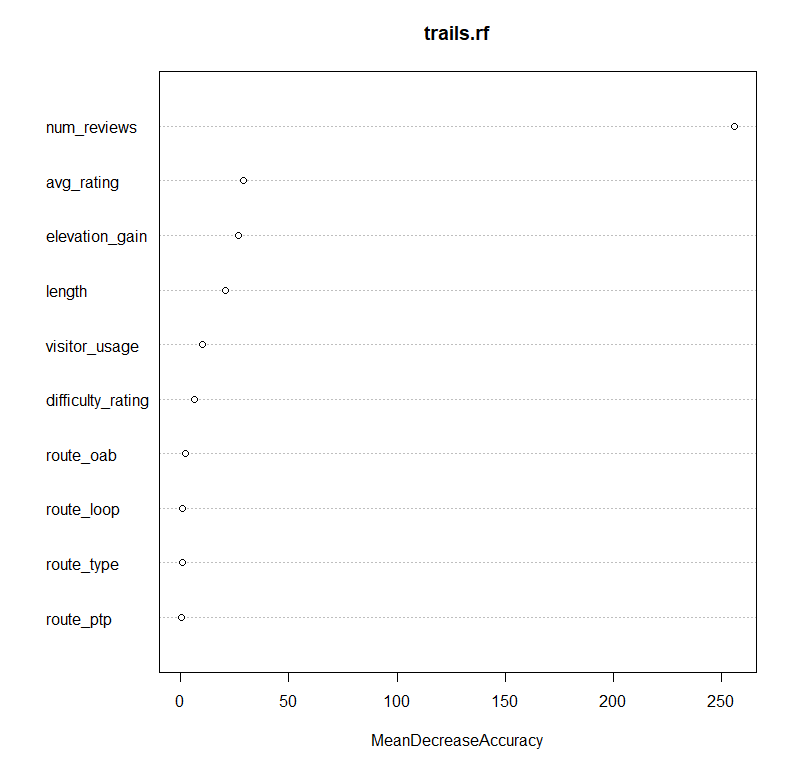 trails.rf
num_reviews
avg_rating
elevation_gain
length
visitor_usage
difficulty_rating
route_oab
route_loop
route_type
route_ptp
0 50 100 150 200 250
MeanDecreaseAccuracy